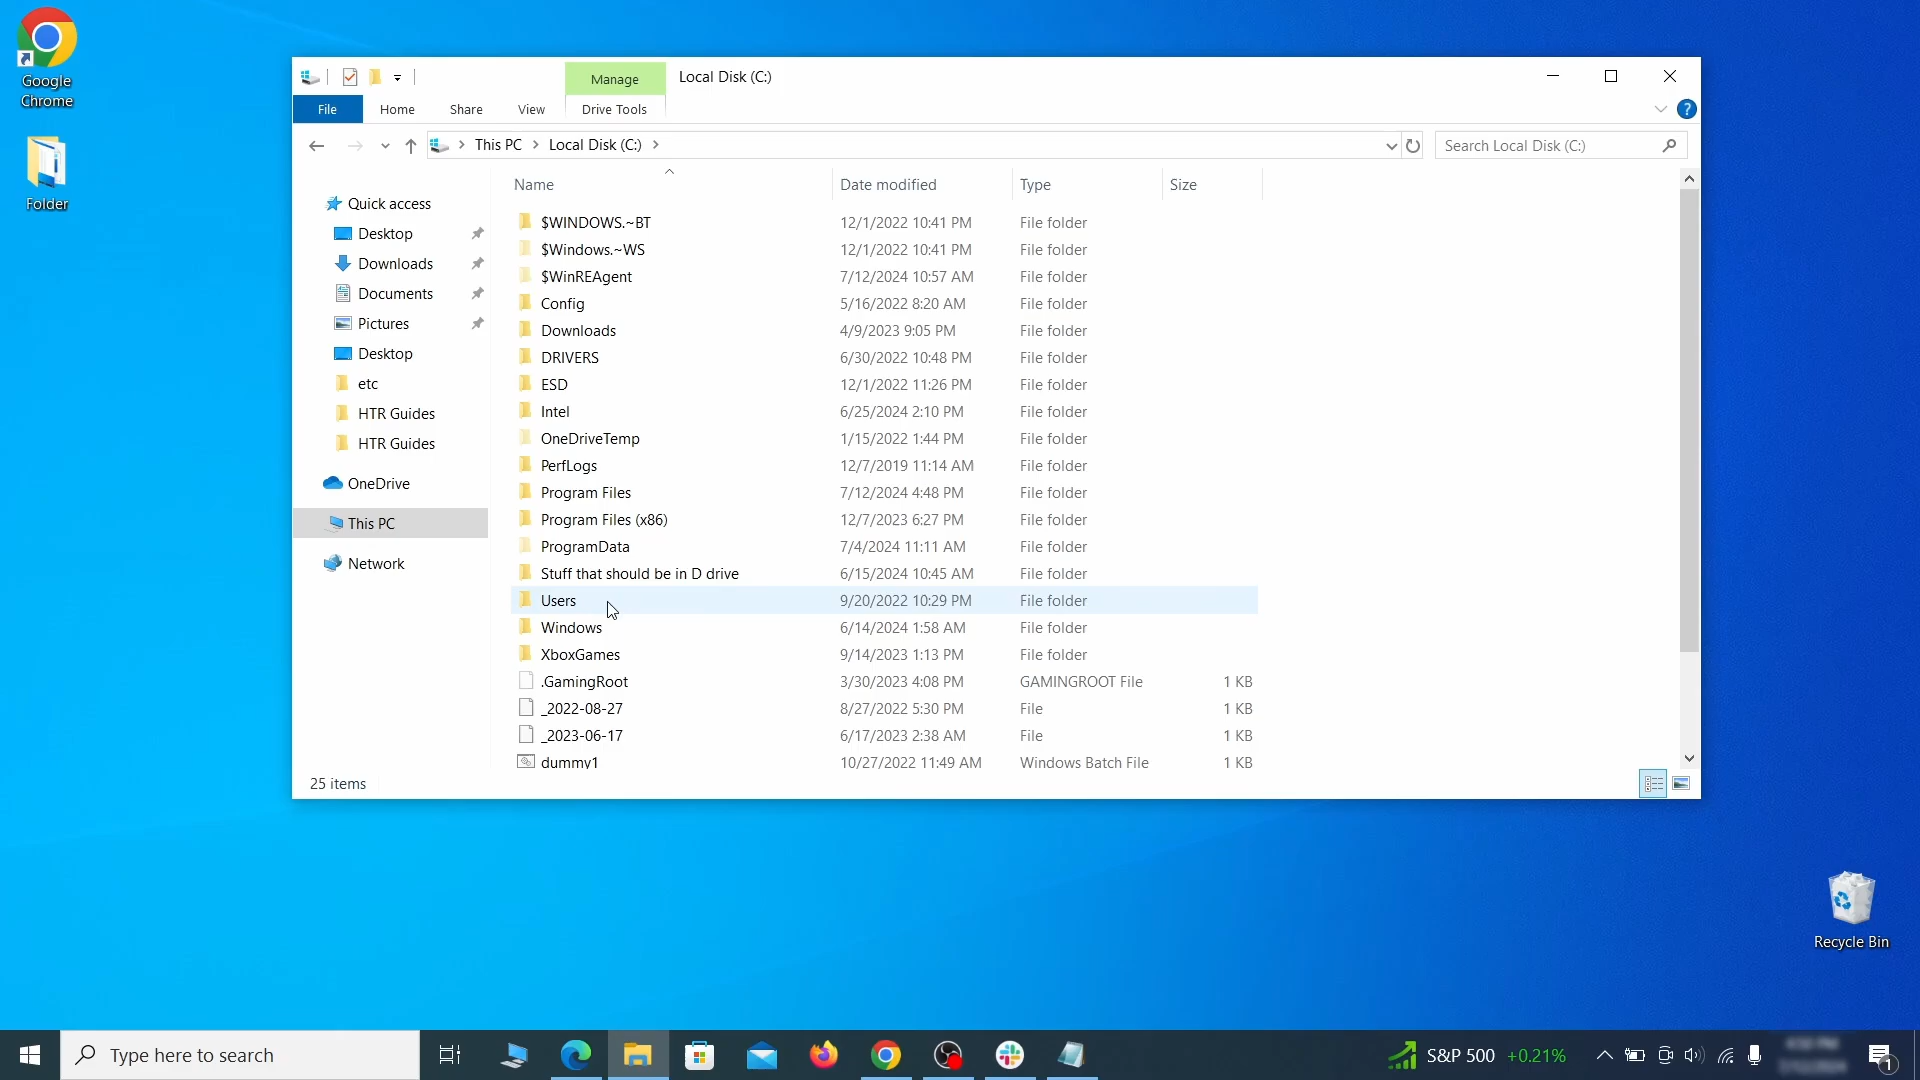 Google
Chrome
Folder
Manage
Local Disk (C:)
File
Home
Share
View
Drive Tools
?
This PC
Local Disk (C:)
Search Local Disk (C:)
Quick access
Desktop
Downloads
Documents
Pictures
Desktop
etc
HTR Guides
HTR Guides
OneDrive
This PC
Network
Name Date modified Type Size
$WINDOWS.~BT 12/1/2022 10:41 PM File folder
$Windows.~WS 12/1/2022 10:41 PM File folder
$WinREAgent 7/12/2024 10:57 AM File folder
Config 5/16/2022 8:20 AM File folder
Downloads 4/9/2023 9:05 PM File folder
DRIVERS 6/30/2022 10:48 PM File folder
ESD 12/1/2022 11:26 PM File folder
Intel 6/25/2024 2:10 PM File folder
OneDriveTemp 1/15/2022 1:44 PM File folder
PerfLogs 12/7/2019 11:14 AM File folder
Program Files 7/12/2024 4:48 PM File folder
Program Files (x86) 12/7/2023 6:27 PM File folder
ProgramData 7/4/2024 11:11 AM File folder
Stuff that should be in D drive 6/15/2024 10:45 AM File folder
Users 9/20/2022 10:29 PM File folder
Windows 6/14/2024 1:58 AM File folder
XboxGames 9/14/2023 1:13 PM File folder
.GamingRoot 3/30/2023 4:08 PM GAMINGROOT File 1 KB
_2022-08-27 8/27/2022 5:30 PM File 1 KB
_2023-06-17 6/17/2023 2:38 AM File 1 KB
dummy1 10/27/2022 11:49 AM Windows Batch File 1 KB
25 items
Recycle Bin
Type here to search
S&P 500 +0.21%
1